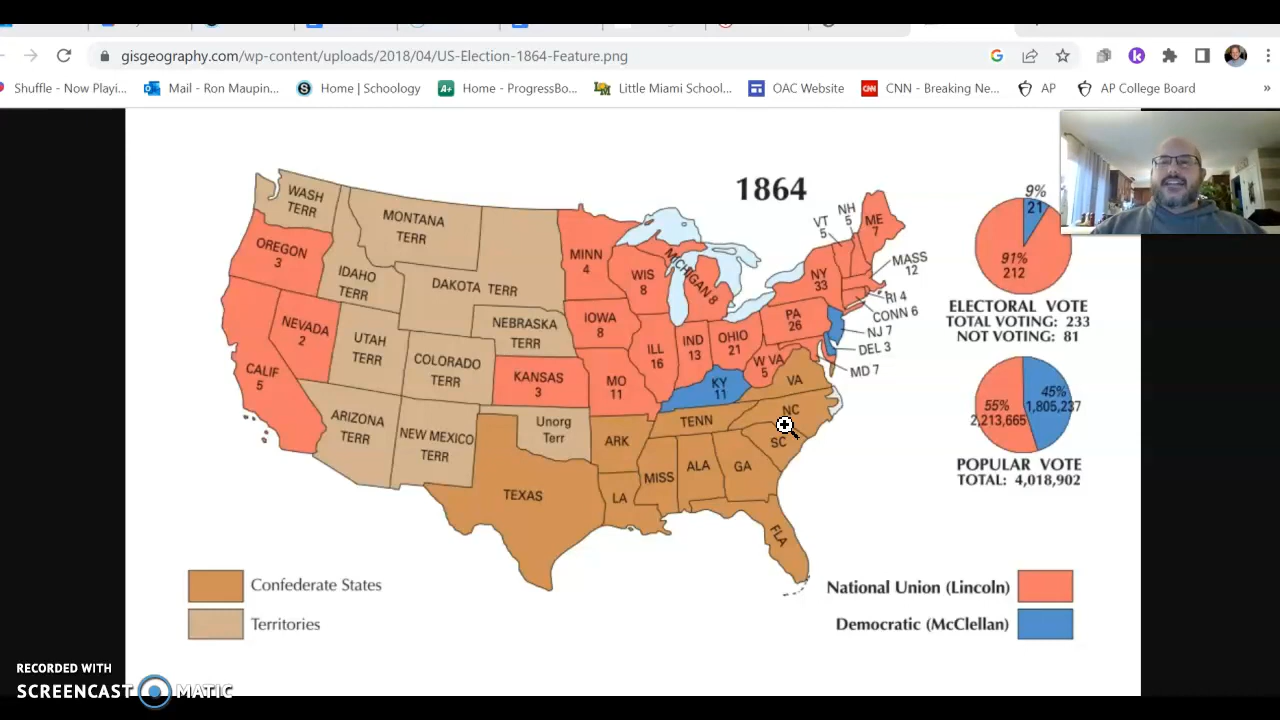 gisgeography.com/wp-content/uploads/2018/04/US-Election-1864-Feature.png
Shuffle - Now Playi...
Mail - Ron Maupin...
Home | Schoology
Home - ProgressBo...
Little Miami School...
OAC Website
CNN - Breaking Ne...
AP
AP College Board
»
1864
WASH
TERR
MONTANA
TERR
OREGON
3
IDAHO
TERR
DAKOTA TERR
MINN
4
WIS
8
MICHIGAN 8
VT
5
NH
5
ME
7
NY
33
MASS
12
RI 4
CONN 6
NJ 7
DEL 3
MD 7
NEVADA
2
UTAH
TERR
NEBRASKA
TERR
IOWA
8
ILL
16
IND
13
OHIO
21
PA
26
W VA
5
VA
CALIF
5
COLORADO
TERR
KANSAS
3
MO
11
KY
11
ARIZONA
TERR
NEW MEXICO
TERR
Unorg
Terr
ARK
TENN
NC
SC
TEXAS
LA
MISS
ALA
GA
FLA
9%
21
91%
212
ELECTORAL VOTE
TOTAL VOTING: 233
NOT VOTING: 81
45%
1,805,237
55%
2,213,665
POPULAR VOTE
TOTAL: 4,018,902
Confederate States
Territories
National Union (Lincoln)
Democratic (McClellan)
RECORDED WITH
SCREENCAST MATIC